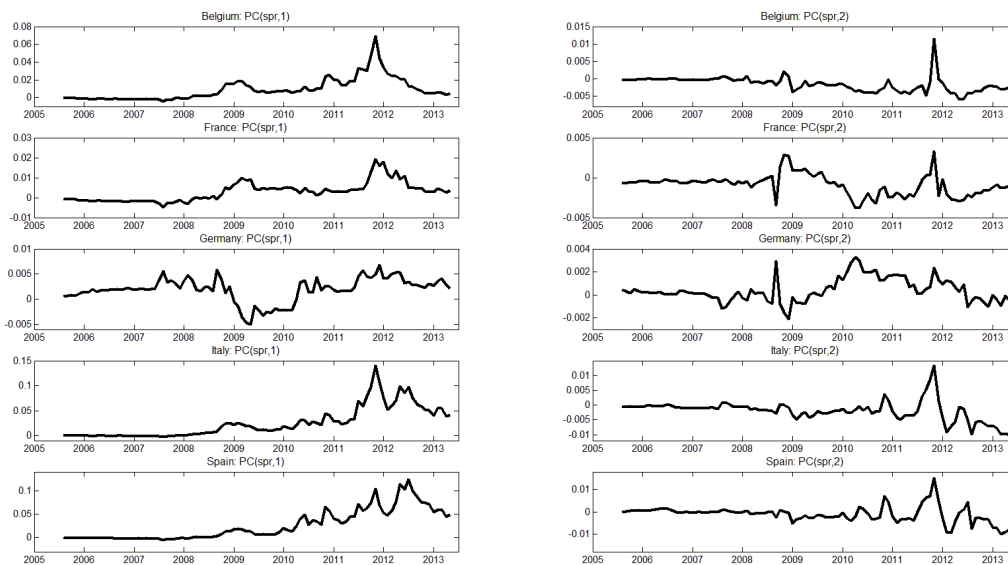 Belgium: PC(spr,1)
0.08
0.06
0.04
0.02
0
2005 2006 2007 2008 2009 2010 2011 2012 2013
France: PC(spr,1)
0.03
0.02
0.01
0
-0.01
2005 2006 2007 2008 2009 2010 2011 2012 2013
Germany: PC(spr,1)
0.01
0.005
0
-0.005
2005 2006 2007 2008 2009 2010 2011 2012 2013
Italy: PC(spr,1)
0.15
0.1
0.05
0
2005 2006 2007 2008 2009 2010 2011 2012 2013
Spain: PC(spr,1)
0.1
0.05
0
2005 2006 2007 2008 2009 2010 2011 2012 2013
Belgium: PC(spr,2)
0.015
0.01
0.005
0
-0.005
2005 2006 2007 2008 2009 2010 2011 2012 2013
France: PC(spr,2)
0.005
0
-0.005
2005 2006 2007 2008 2009 2010 2011 2012 2013
Germany: PC(spr,2)
0.004
0.002
0
-0.002
2005 2006 2007 2008 2009 2010 2011 2012 2013
Italy: PC(spr,2)
0.01
0.005
0
-0.005
-0.01
2005 2006 2007 2008 2009 2010 2011 2012 2013
Spain: PC(spr,2)
0.01
0
-0.01
2005 2006 2007 2008 2009 2010 2011 2012 2013